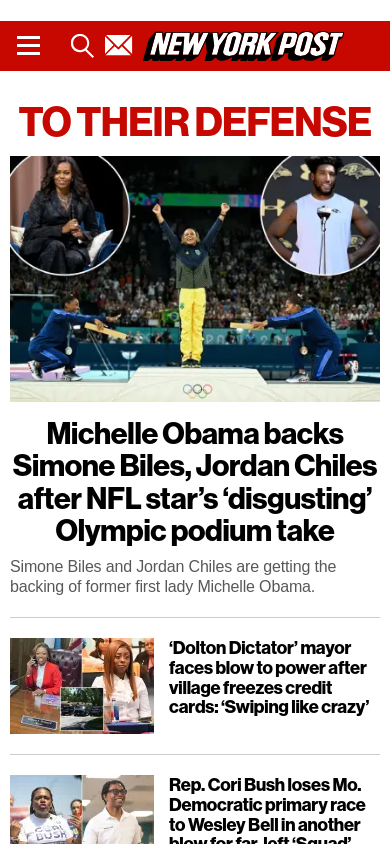 NEW YORK POST
TO THEIR DEFENSE
Michelle Obama backs
Simone Biles, Jordan Chiles
after NFL star’s ‘disgusting’
Olympic podium take
Simone Biles and Jordan Chiles are getting the
backing of former first lady Michelle Obama.
‘Dolton Dictator’ mayor
faces blow to power after
village freezes credit
cards: ‘Swiping like crazy’
CORI
BUSH
Rep. Cori Bush loses Mo.
Democratic primary race
to Wesley Bell in another
blow for far-left ‘Squad’